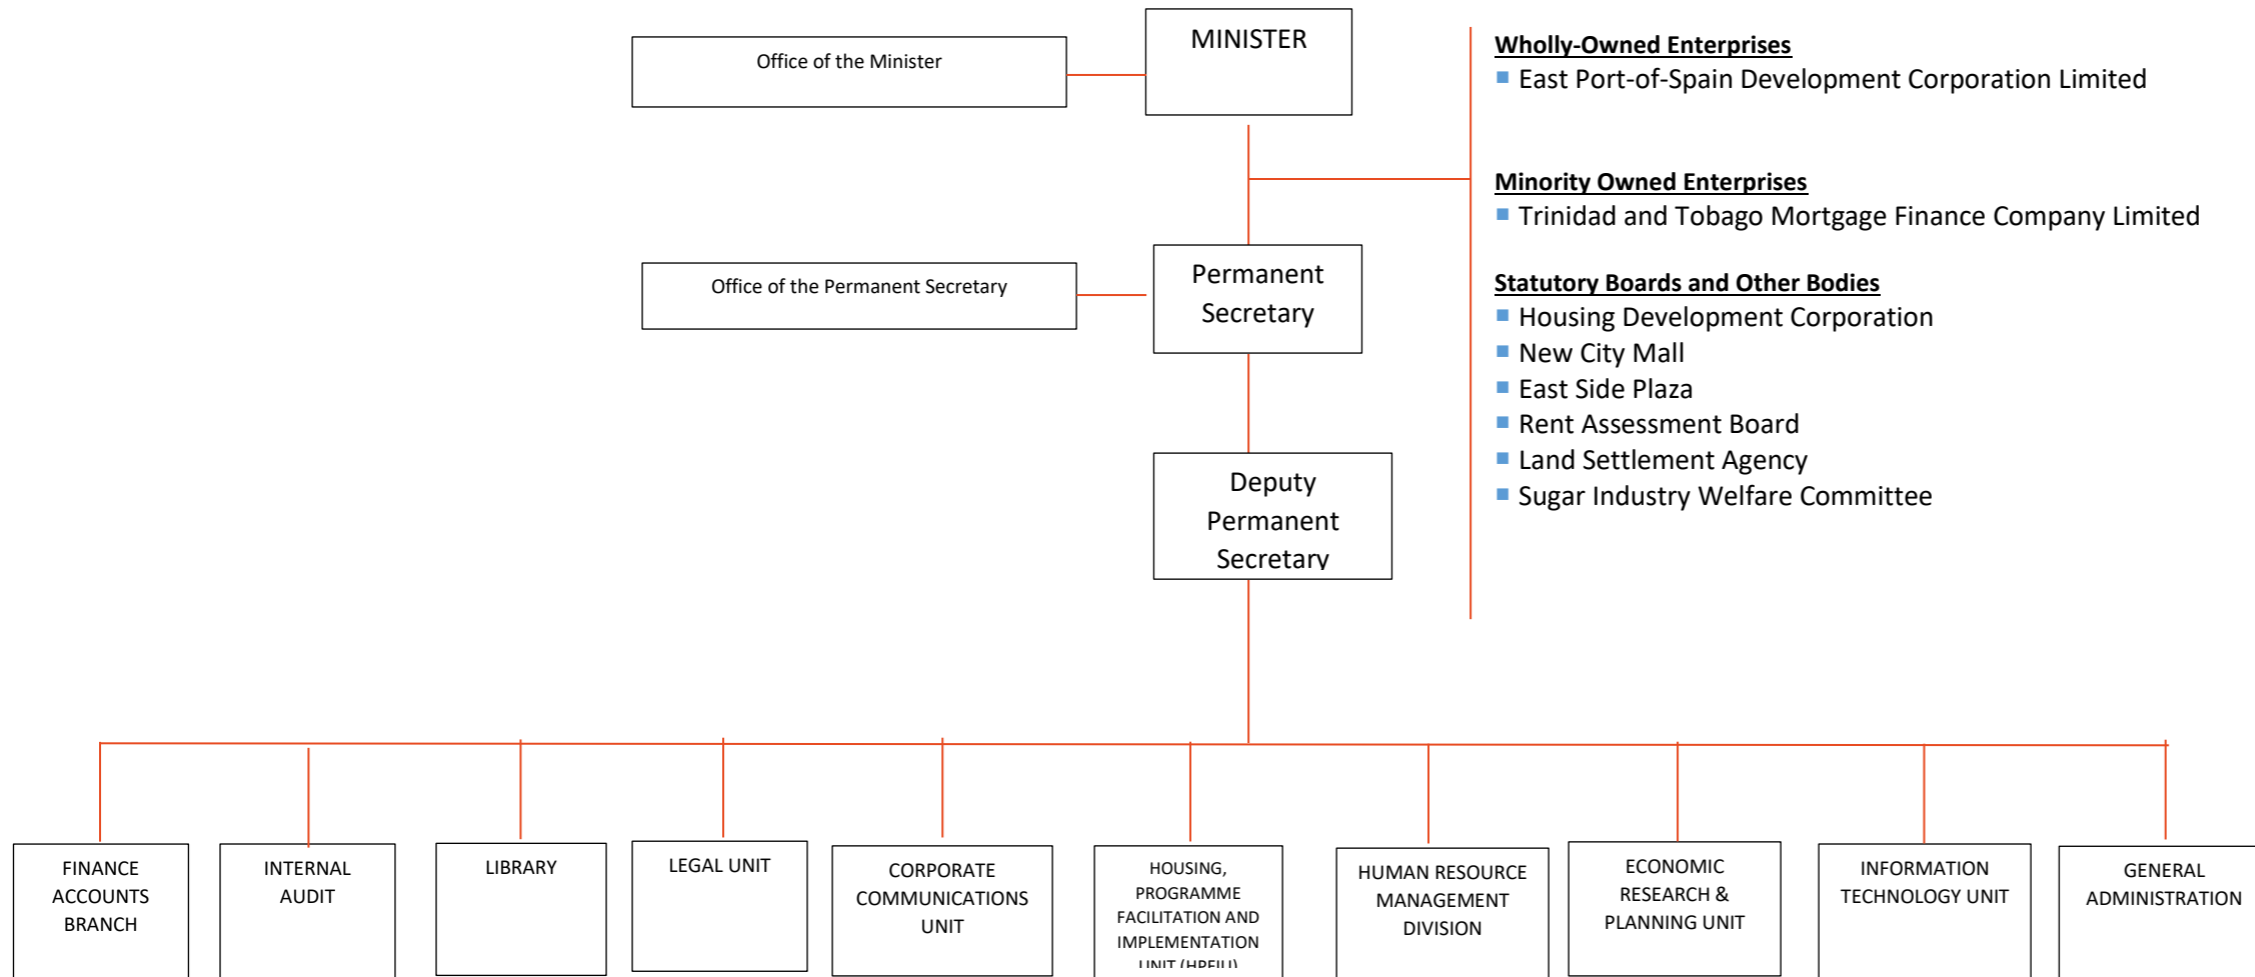 MINISTER
Office of the Minister
Wholly-Owned Enterprises
East Port-of-Spain Development Corporation Limited
Minority Owned Enterprises
Trinidad and Tobago Mortgage Finance Company Limited
Permanent
Secretary
Office of the Permanent Secretary
Statutory Boards and Other Bodies
Housing Development Corporation
New City Mall
East Side Plaza
Rent Assessment Board
Land Settlement Agency
Sugar Industry Welfare Committee
Deputy
Permanent
Secretary
FINANCE
ACCOUNTS
BRANCH
INTERNAL
AUDIT
LIBRARY
LEGAL UNIT
CORPORATE
COMMUNICATIONS
UNIT
HOUSING,
PROGRAMME
FACILITATION AND
IMPLEMENTATION
UNIT (HPFIU)
HUMAN RESOURCE
MANAGEMENT
DIVISION
ECONOMIC
RESEARCH &
PLANNING UNIT
INFORMATION
TECHNOLOGY UNIT
GENERAL
ADMINISTRATION